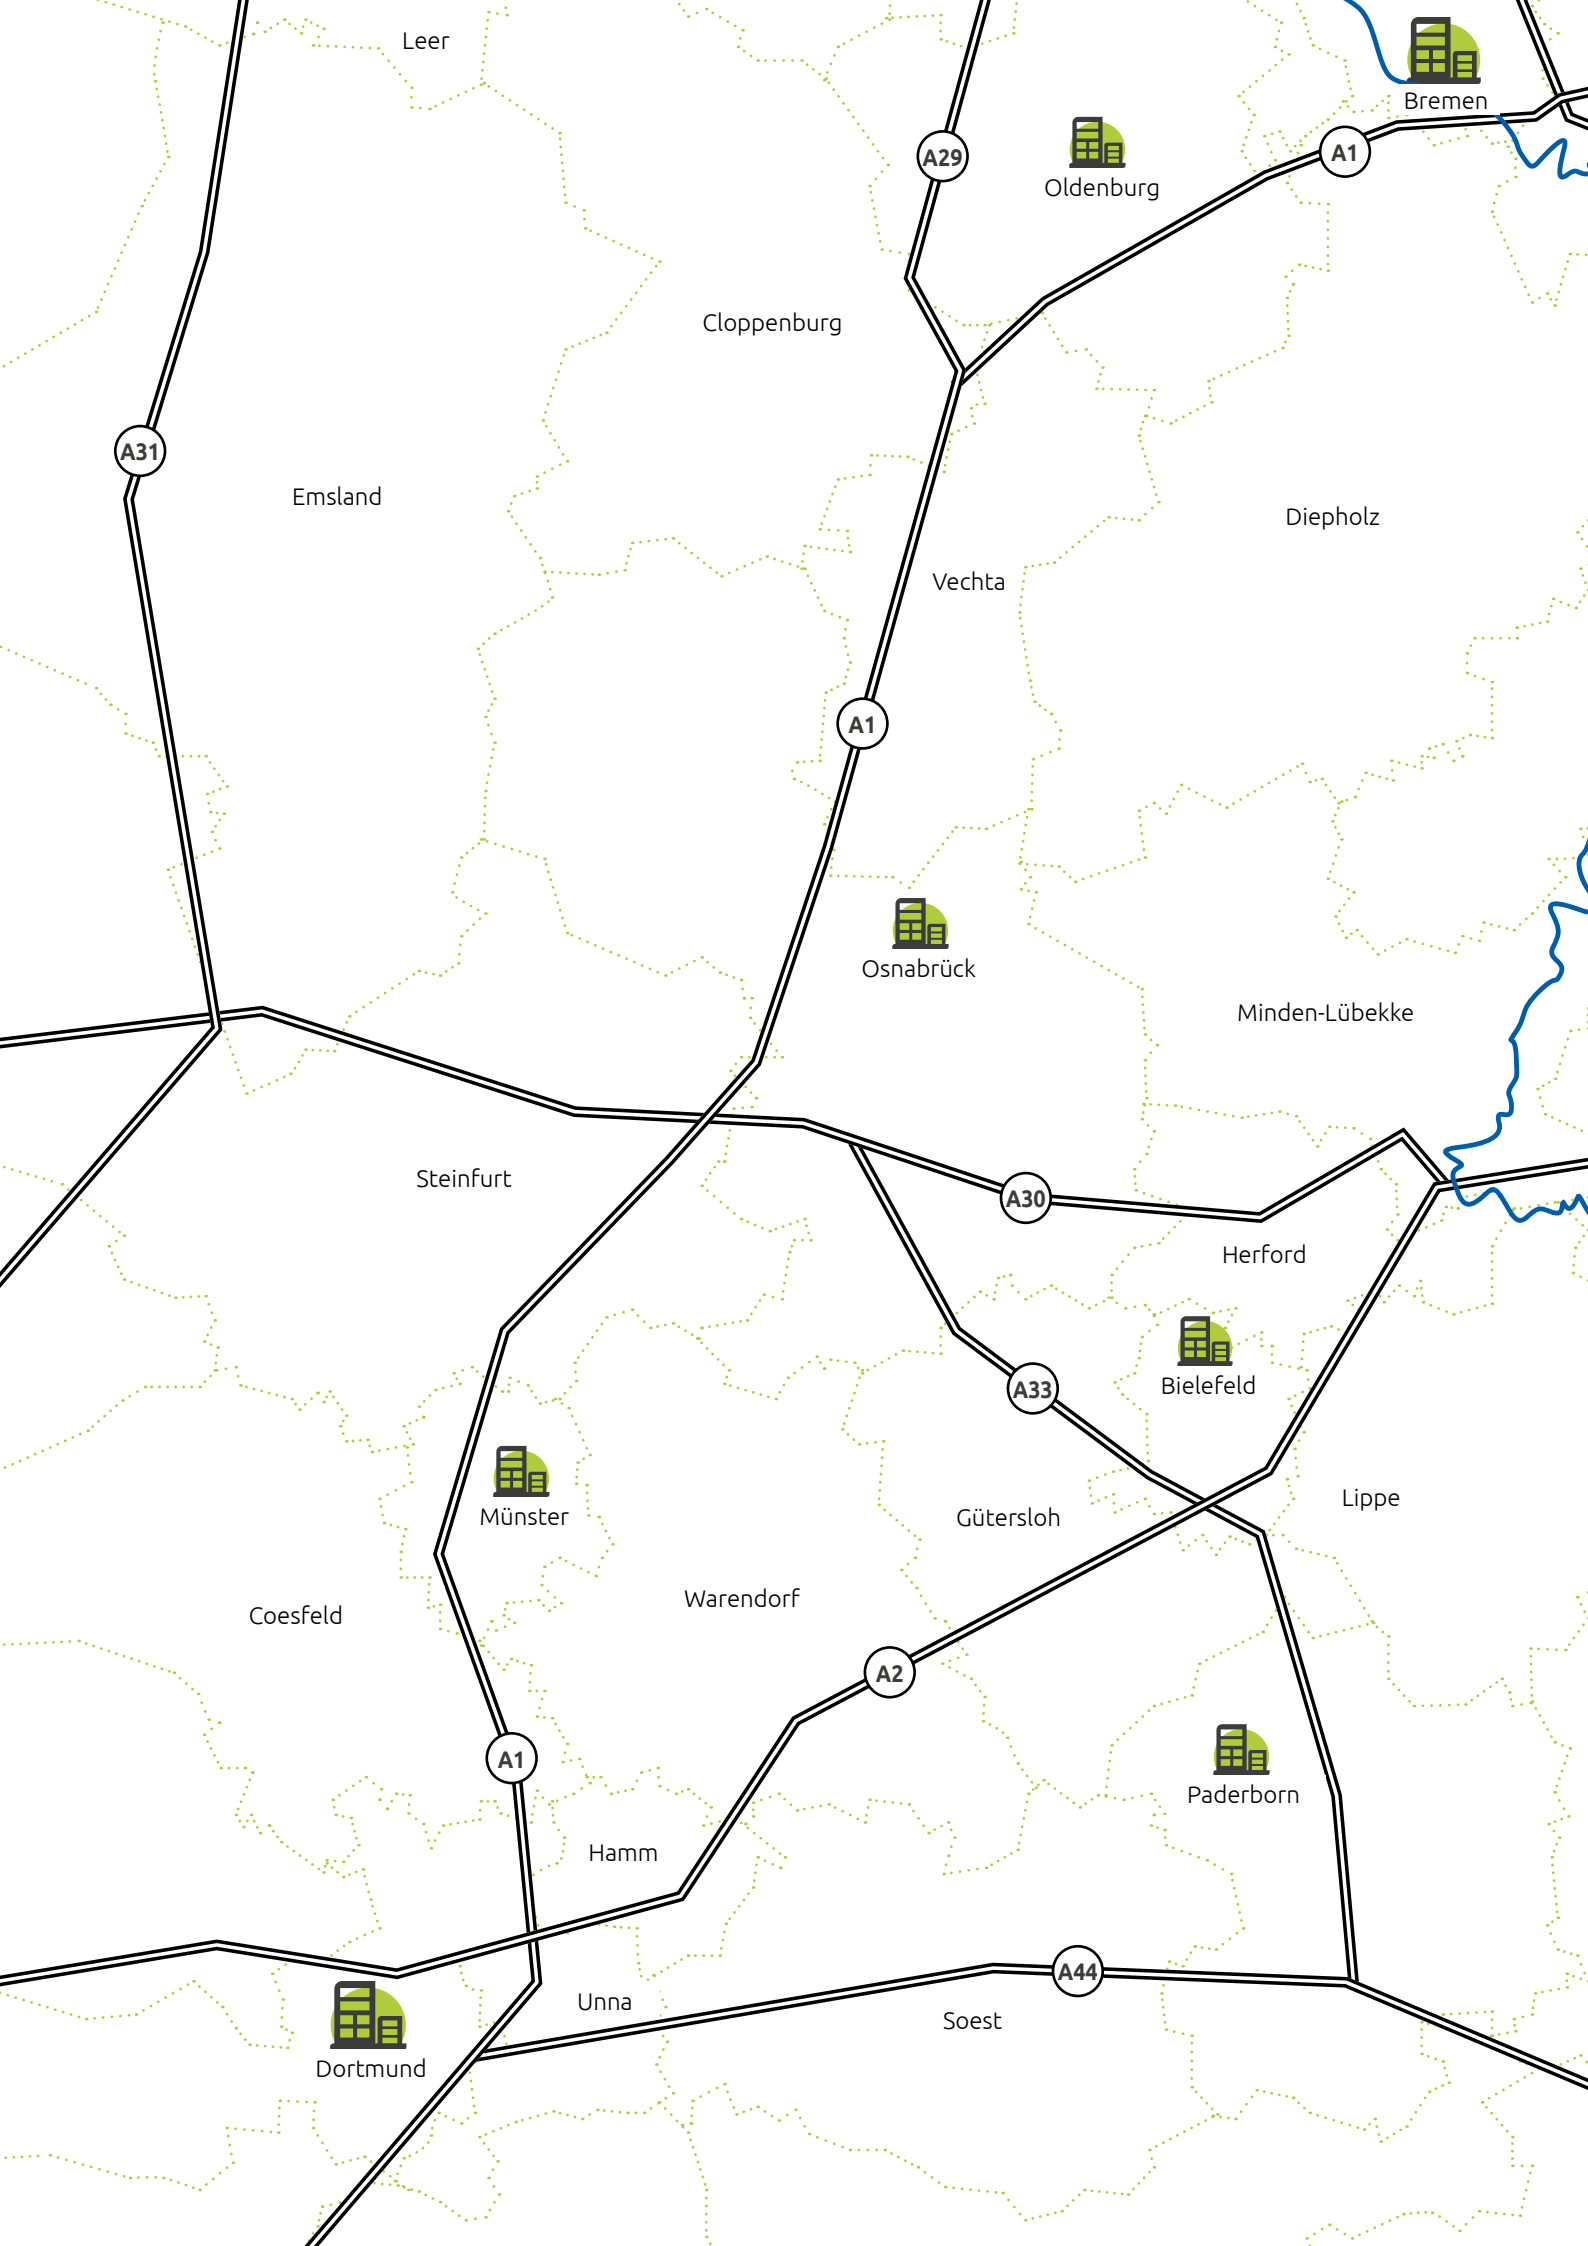 Leer
Bremen
A29
A1
Oldenburg
Cloppenburg
A31
Emsland
Diepholz
Vechta
A1
Osnabrück
Minden-Lübekke
Steinfurt
A30
Herford
A33
Bielefeld
Münster
Gütersloh
Lippe
Warendorf
Coesfeld
A2
A1
Paderborn
Hamm
A44
Unna
Soest
Dortmund